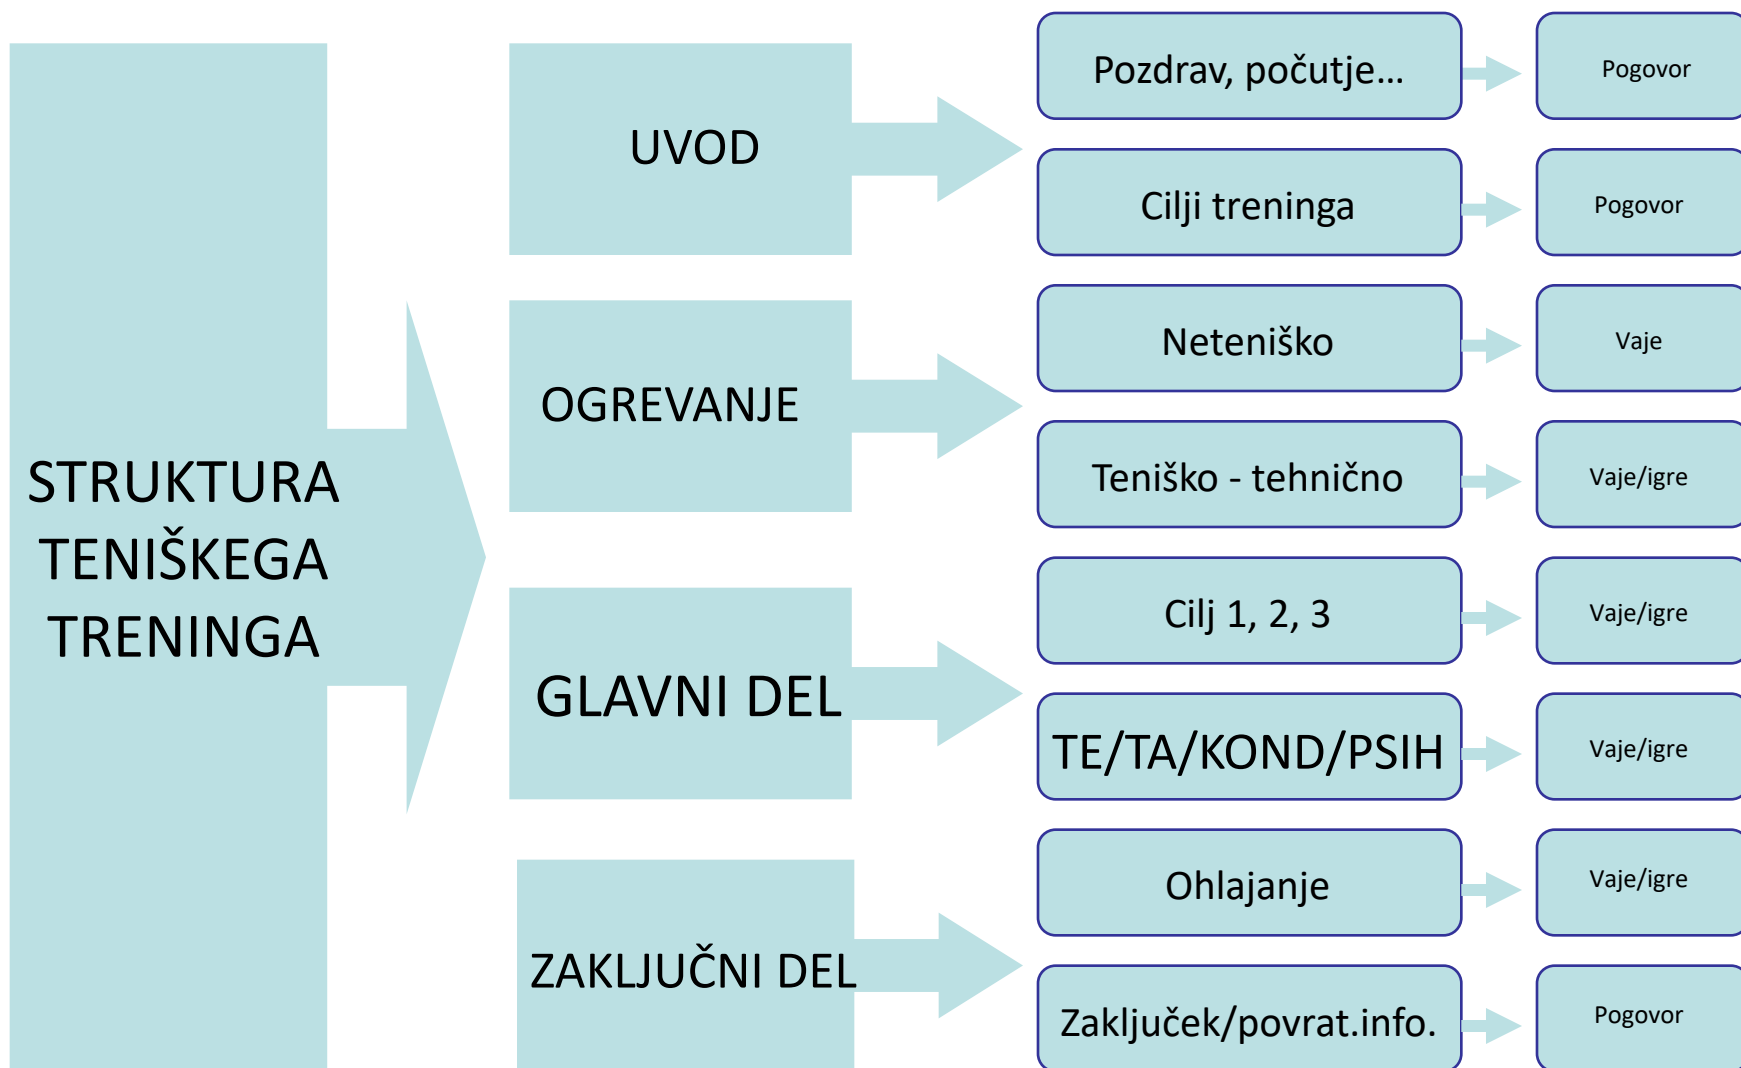 STRUKTURA
TENIŠKEGA
TRENINGA
UVOD
Pozdrav, počutje...
Pogovor
Cilji treninga
Pogovor
OGREVANJE
Neteniško
Vaje
Teniško - tehnično
Vaje/igre
GLAVNI DEL
Cilj 1, 2, 3
Vaje/igre
TE/TA/KOND/PSIH
Vaje/igre
ZAKLJUČNI DEL
Ohlajanje
Vaje/igre
Zaključek/povrat.info.
Pogovor